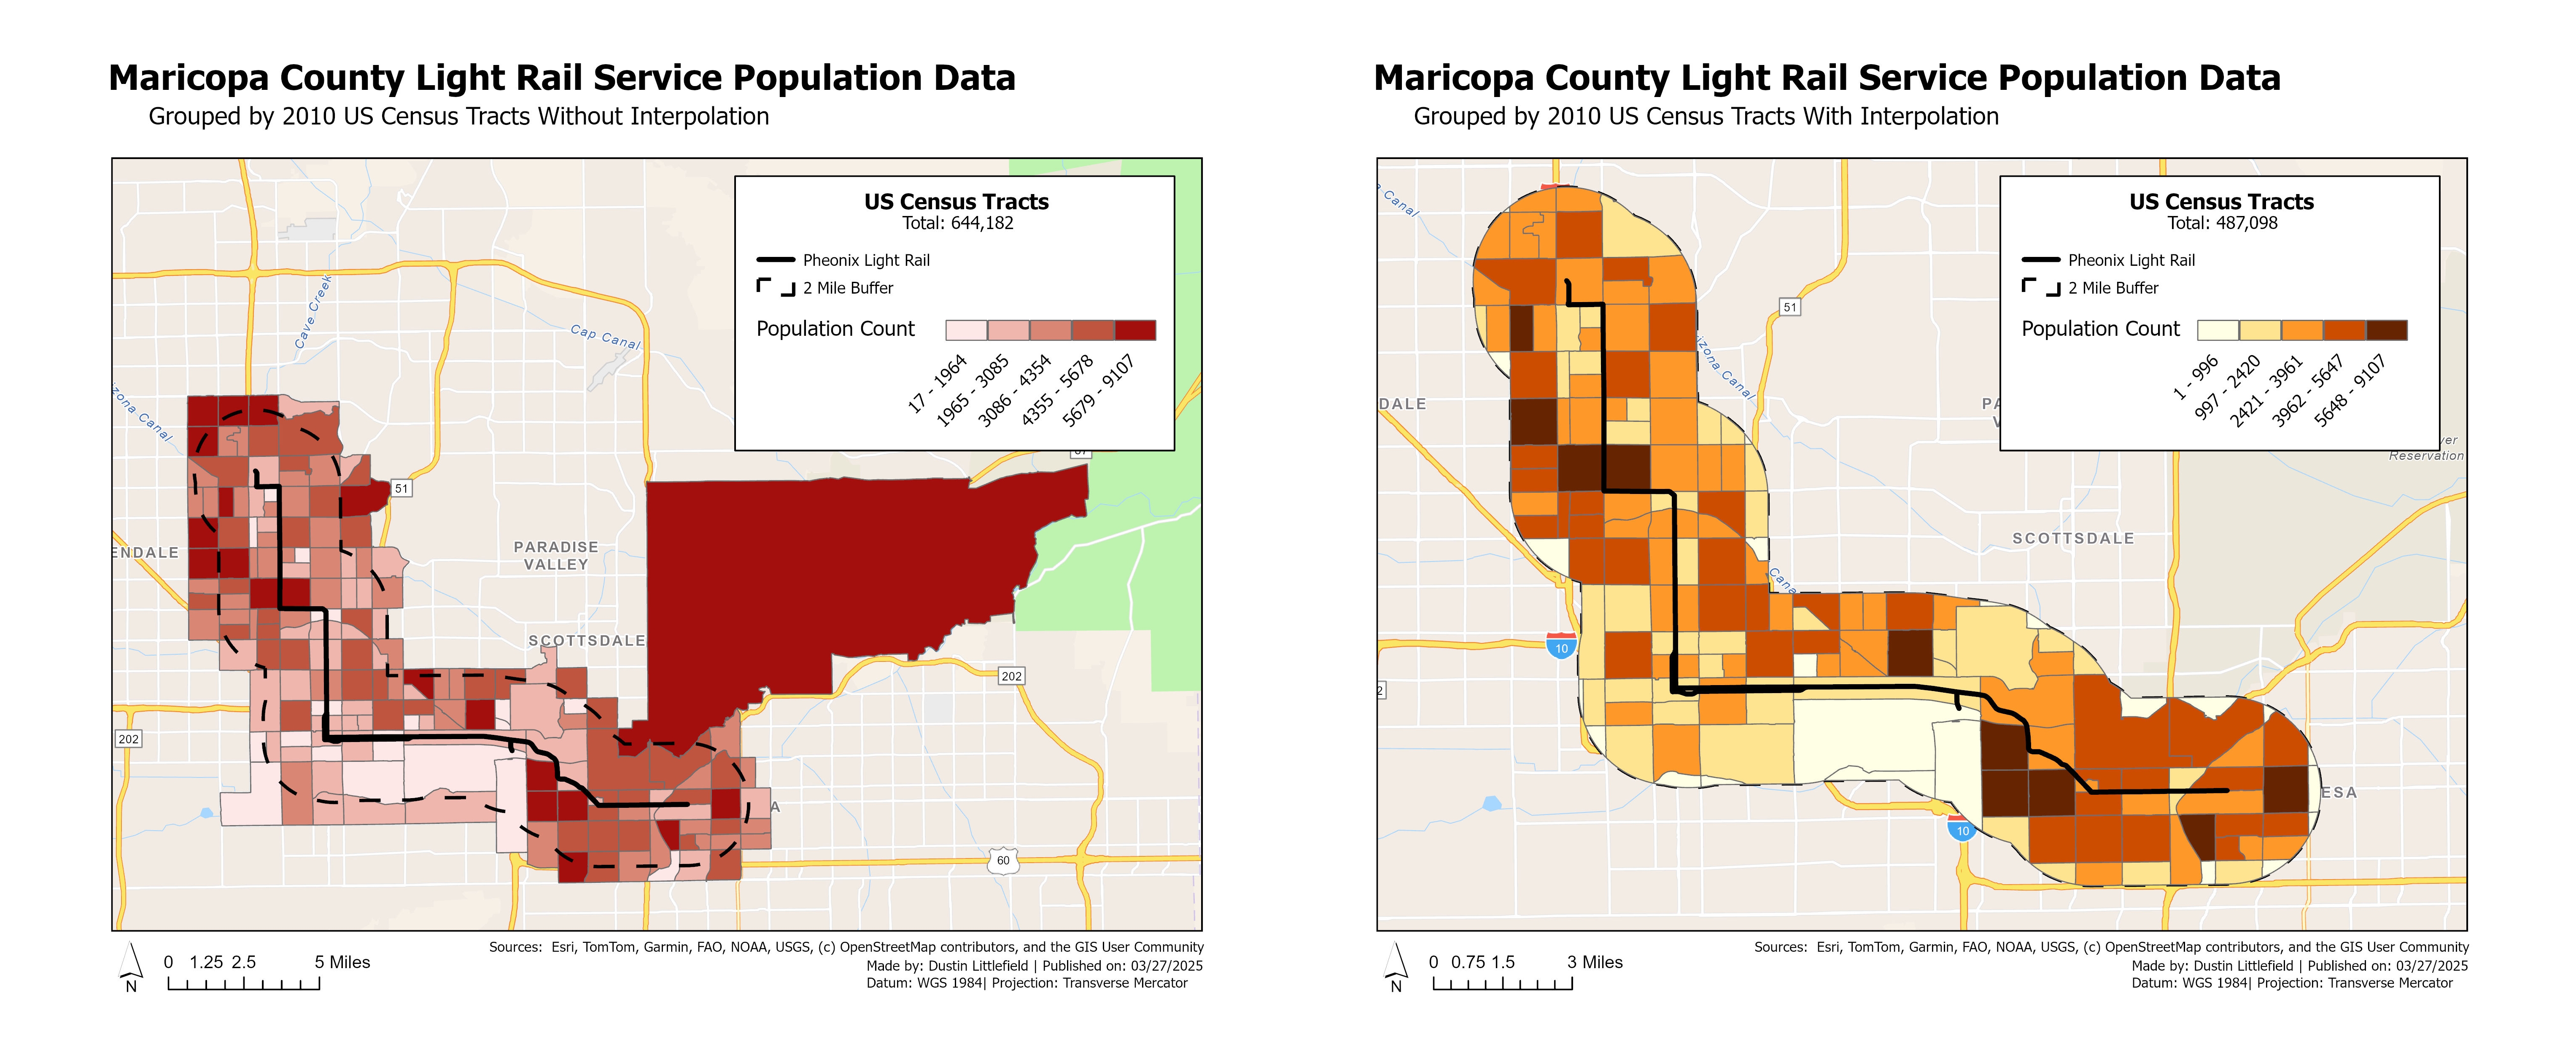 Maricopa County Light Rail Service Population Data
Grouped by 2010 US Census Tracts Without Interpolation
US Census Tracts
Total: 644,182
Pheonix Light Rail
2 Mile Buffer
Population Count
17 - 1964
1965 - 3085
3086 - 4354
4355 - 5678
5679 - 9107
Cave Creek
Cap Canal
izona Canal
51
ENDALE
PARADISE
VALLEY
SCOTTSDALE
202
202
A
60
Sources: Esri, TomTom, Garmin, FAO, NOAA, USGS, (c) OpenStreetMap contributors, and the GIS User Community
0 1.25 2.5 5 Miles
Made by: Dustin Littlefield | Published on: 03/27/2025
N
Datum: WGS 1984| Projection: Transverse Mercator
Maricopa County Light Rail Service Population Data
Grouped by 2010 US Census Tracts With Interpolation
US Census Tracts
Total: 487,098
Pheonix Light Rail
2 Mile Buffer
Population Count
1 - 996
997 - 2420
2421 - 3961
3962 - 5647
5648 - 9107
a Canal
51
izona Canal
DALE
PA
V
ver
Reservation
SCOTTSDALE
Canal
10
2
ESA
10
Sources: Esri, TomTom, Garmin, FAO, NOAA, USGS, (c) OpenStreetMap contributors, and the GIS User Community
0 0.75 1.5 3 Miles
Made by: Dustin Littlefield | Published on: 03/27/2025
N
Datum: WGS 1984| Projection: Transverse Mercator